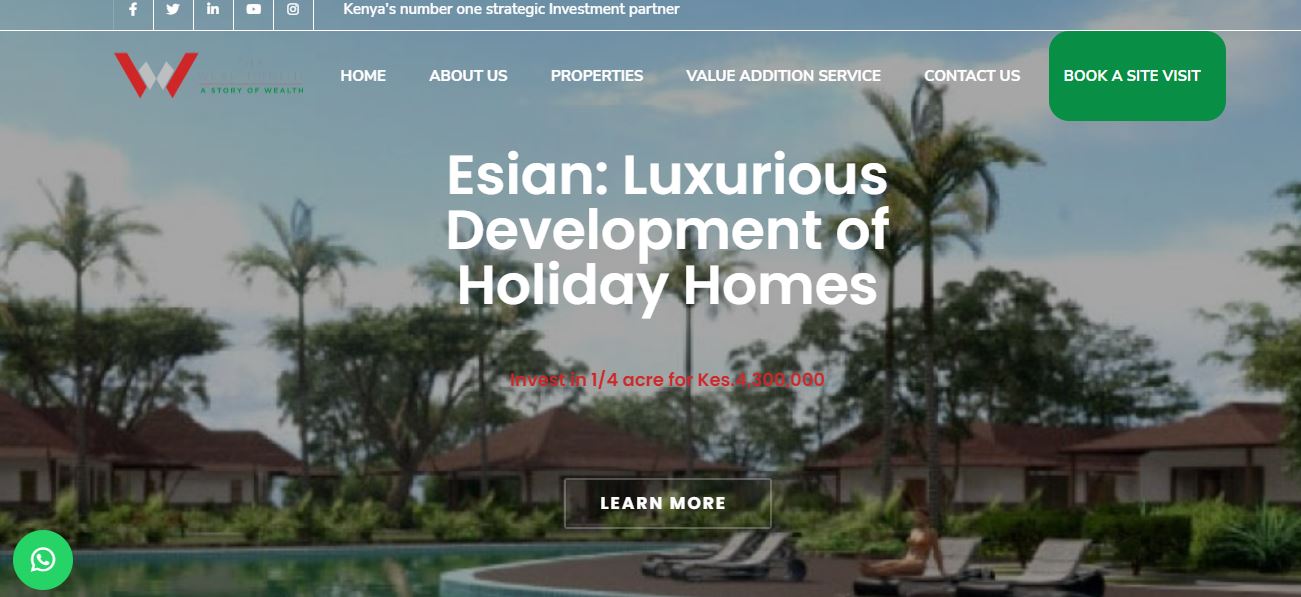 Kenya's number one strategic Investment partner
A STORY OF WEALTH
HOME
ABOUT US
PROPERTIES
VALUE ADDITION SERVICE
CONTACT US
BOOK A SITE VISIT
Esian: Luxurious
Development of
Holiday Homes
Invest in 1/4 acre for Kes.4,300,000
LEARN MORE